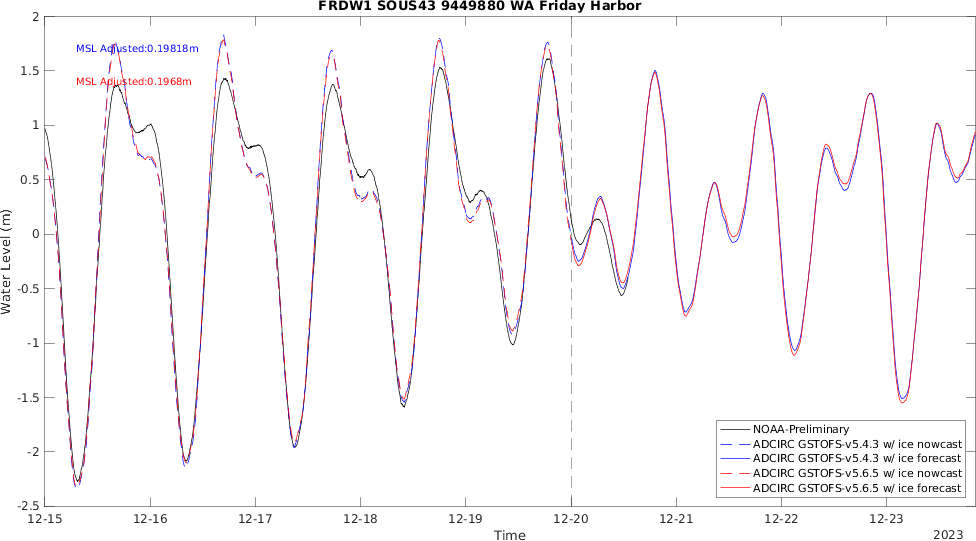 FRDW1 SOUS43 9449880 WA Friday Harbor
2
1.5
1
0.5
0
-0.5
-1
-1.5
-2
-2.5
Water Level (m)
MSL Adjusted:0.19818m
MSL Adjusted:0.1968m
NOAA-Preliminary
ADCIRC GSTOFS-v5.4.3 w/ ice nowcast
ADCIRC GSTOFS-v5.4.3 w/ ice forecast
ADCIRC GSTOFS-v5.6.5 w/ ice nowcast
ADCIRC GSTOFS-v5.6.5 w/ ice forecast
12-15 12-16 12-17 12-18 12-19 12-20 12-21 12-22 12-23
Time
2023